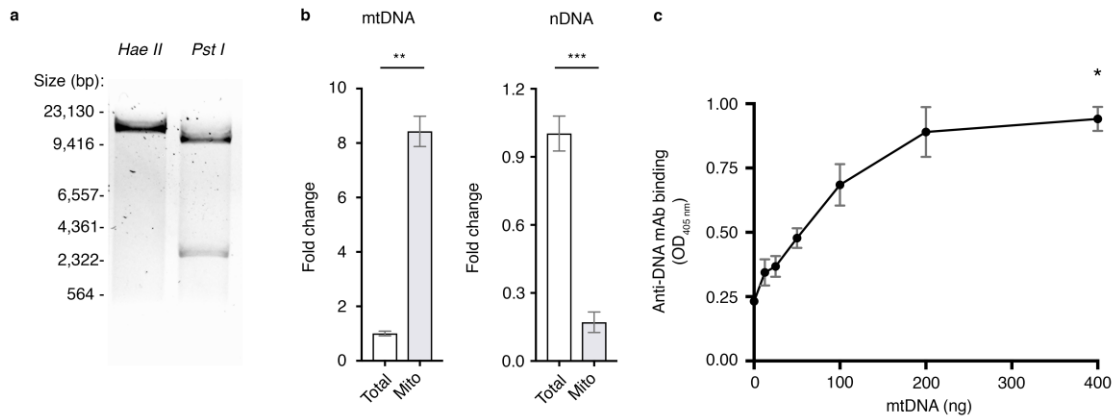 a
Hae II Pst I
Size (bp):
23,130 -
9,416 -
6,557-
4,361-
2,322-
564 -
b
mtDNA
**
Fold change
10
8
6
4
2
0
Total
Mito
nDNA
***
Fold change
1.2
0.9
0.6
0.3
0.0
Total
Mito
c
*
Anti-DNA mAb binding
(OD405 nm)
1.00
0.75
0.50
0.25
0.00
0 100 200 300 400
mtDNA (ng)